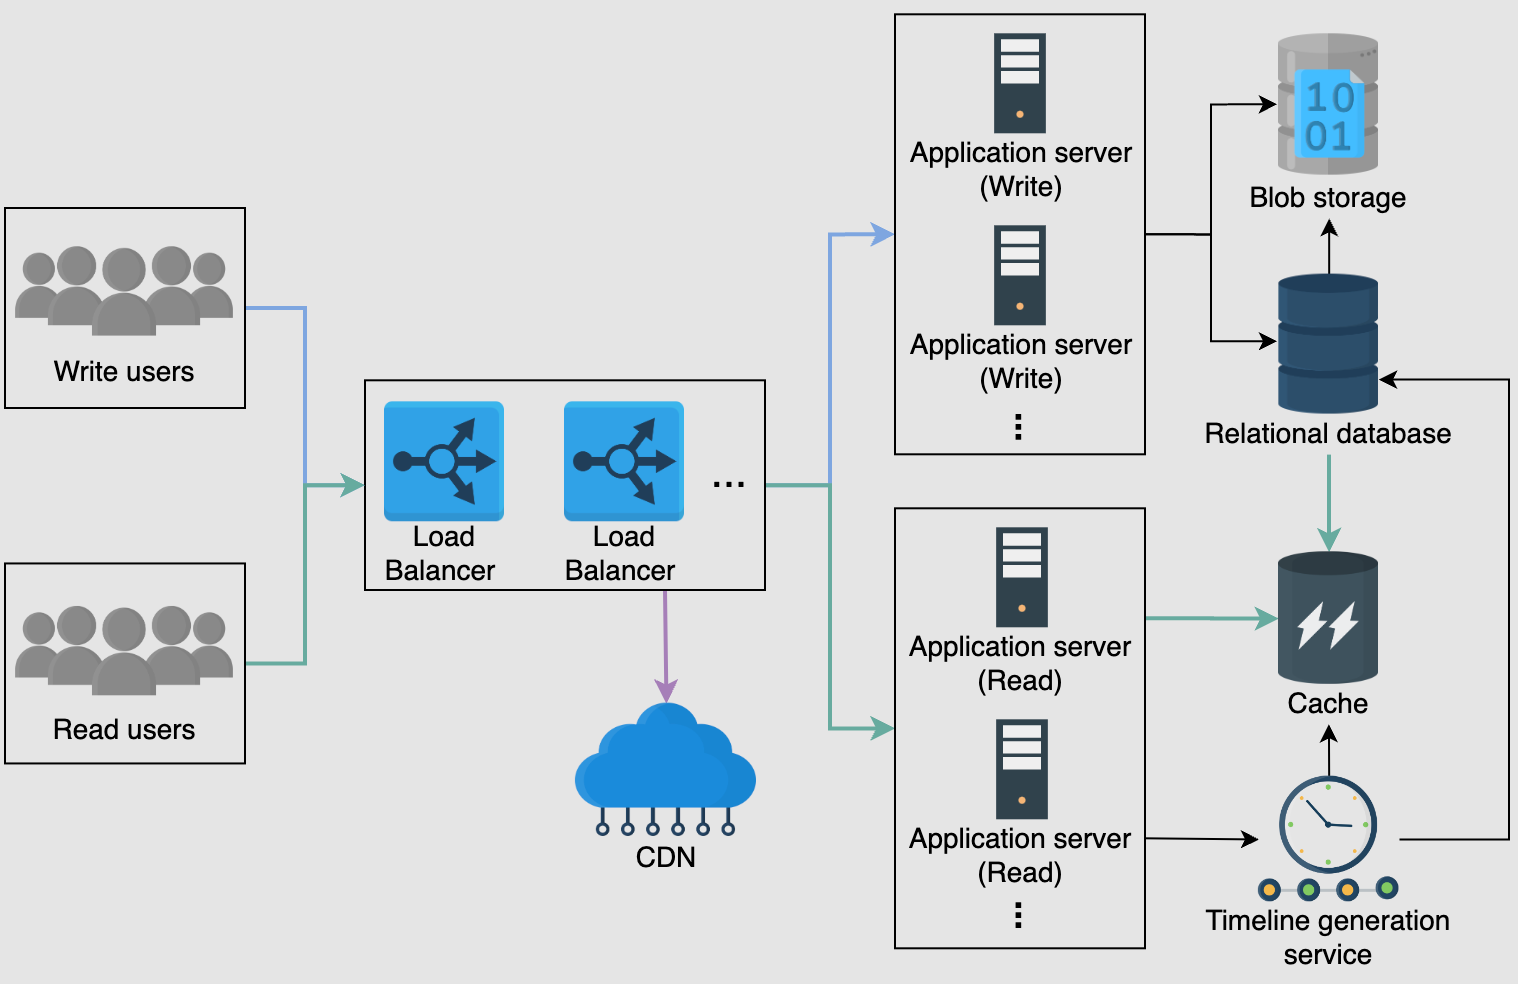 Write users
Read users
Load
Balancer
Load
Balancer
...
CDN
Application server
(Write)
Application server
(Write)
Application server
(Read)
Application server
(Read)
10
01
Blob storage
Relational database
Cache
Timeline generation
service